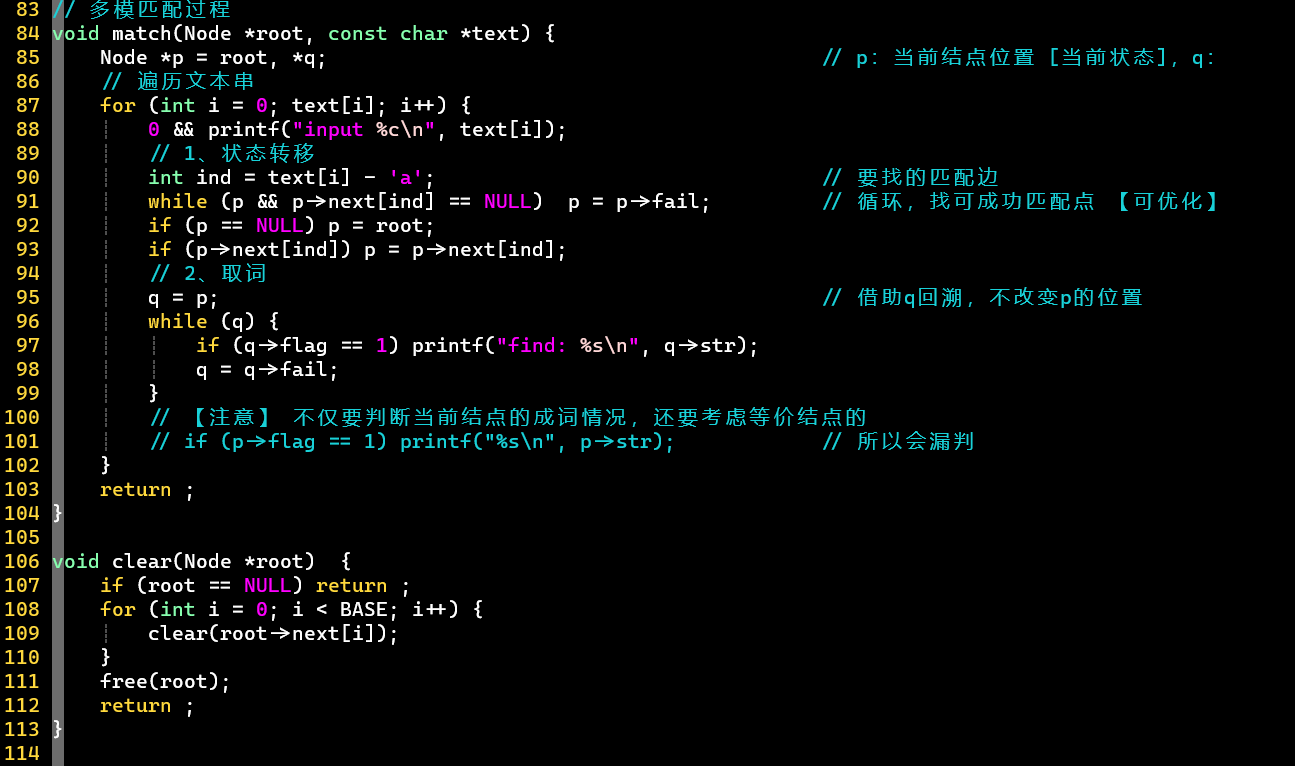 83 // 多模匹配过程
84 void match(Node *root, const char *text) {
85     Node *p = root, *q;                                         // p：当前结点位置［当前状态］，q：
86     // 遍历文本串
87     for (int i = 0; text[i]; i++) {
88         0 && printf("input %c\n", text[i]);
89         // 1、状态转移
90         int ind = text[i] - 'a';                                // 要找的匹配边
91         while (p && p->next[ind] == NULL)  p = p->fail;         // 循环，找可成功匹配点 【可优化】
92         if (p == NULL) p = root;
93         if (p->next[ind]) p = p->next[ind];
94         // 2、取词
95         q = p;                                                  // 借助q回溯，不改变p的位置
96         while (q) {
97             if (q->flag == 1) printf("find: %s\n", q->str);
98             q = q->fail;
99         }
100         // 【注意】 不仅要判断当前结点的成词情况，还要考虑等价结点的
101         // if (p->flag == 1) printf("%s\n", p->str);            // 所以会漏判
102     }
103     return ;
104 }
105
106 void clear(Node *root)  {
107     if (root == NULL) return ;
108     for (int i = 0; i < BASE; i++) {
109         clear(root->next[i]);
110     }
111     free(root);
112     return ;
113 }
114